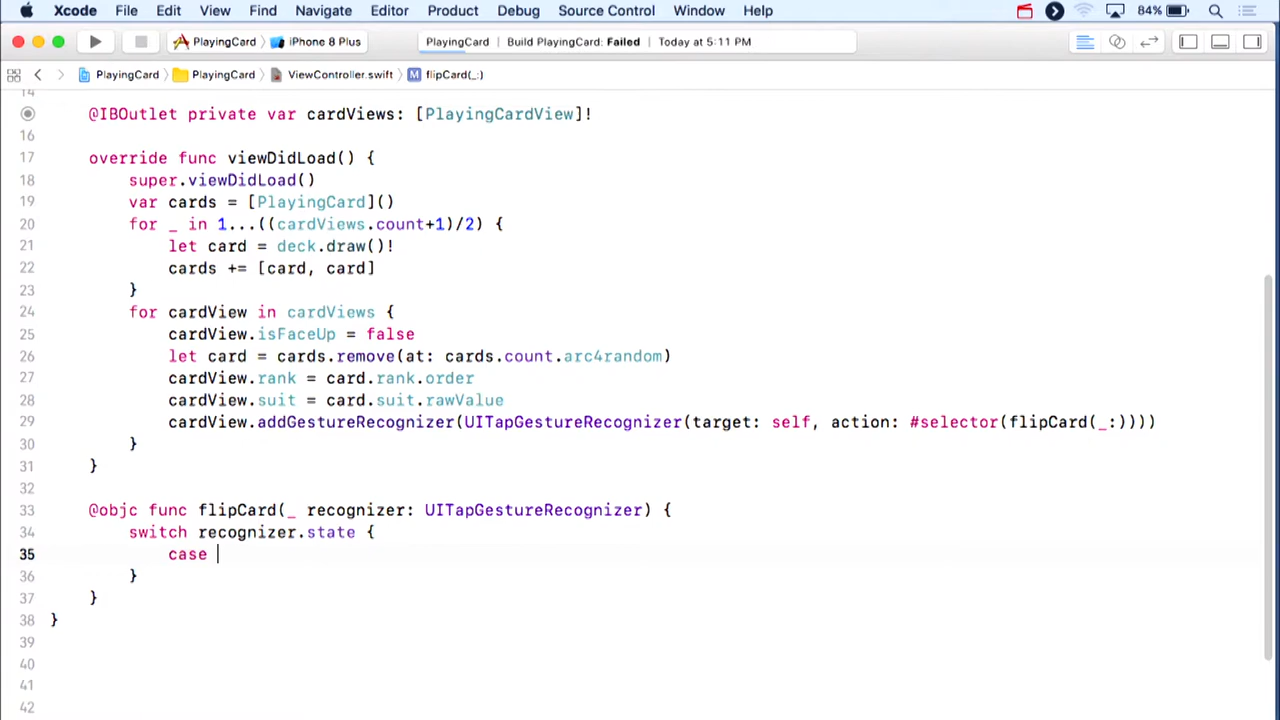 Xcode File Edit View Find Navigate Editor Product Debug Source Control Window Help 84%
PlayingCard iPhone 8 Plus PlayingCard Build PlayingCard: Failed Today at 5:11 PM
PlayingCard PlayingCard ViewController.swift M flipCard(_:)
14
@IBOutlet private var cardViews: [PlayingCardView]!
16
17 override func viewDidLoad() {
18 super.viewDidLoad()
19 var cards = [PlayingCard]()
20 for _ in 1...((cardViews.count+1)/2) {
21 let card = deck.draw()!
22 cards += [card, card]
23 }
24 for cardView in cardViews {
25 cardView.isFaceUp = false
26 let card = cards.remove(at: cards.count.arc4random)
27 cardView.rank = card.rank.order
28 cardView.suit = card.suit.rawValue
29 cardView.addGestureRecognizer(UITapGestureRecognizer(target: self, action: #selector(flipCard(_:))))
30 }
31 }
32
33 @objc func flipCard(_ recognizer: UITapGestureRecognizer) {
34 switch recognizer.state {
35 case
36 }
37 }
38 }
39
40
41
42